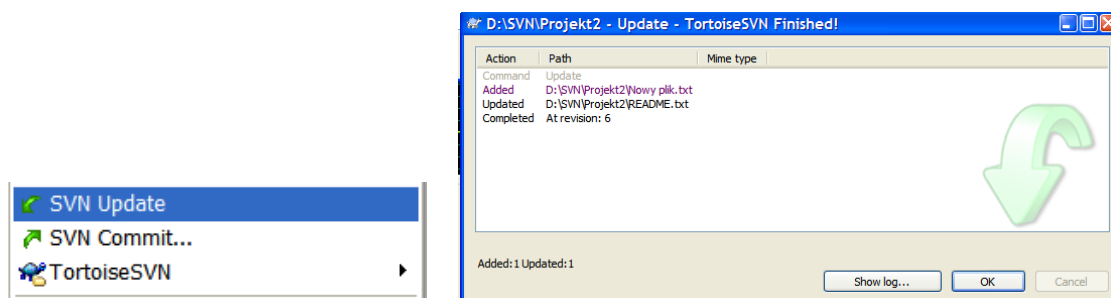 SVN Update
SVN Commit...
TortoiseSVN
D:\SVN\Projekt2 - Update - TortoiseSVN Finished!
Action Path Mime type
Command Update
Added D:\SVN\Projekt2\Nowy plik.txt
Updated D:\SVN\Projekt2\README.txt
Completed At revision: 6
Added:1 Updated:1
Show log... OK Cancel